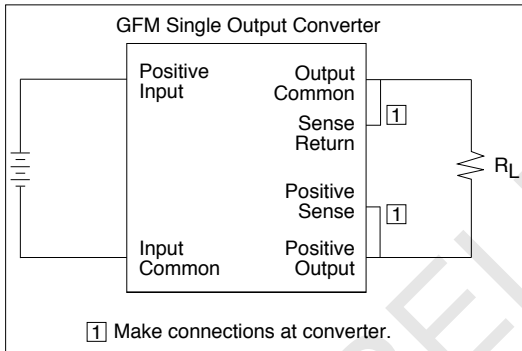 GFM Single Output Converter
Positive
Input
Output
Common
Sense
Return
1
R_L
Positive
Sense
1
Input
Common
Positive
Output
1 Make connections at converter.